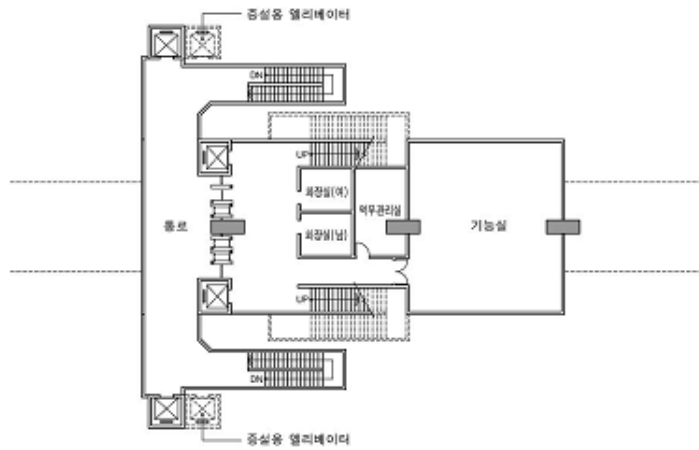 증설용 엘리베이터
DN
UP
화장실(여)
역무관리실
통로
화장실(남)
기능실
UP
DN
증설용 엘리베이터